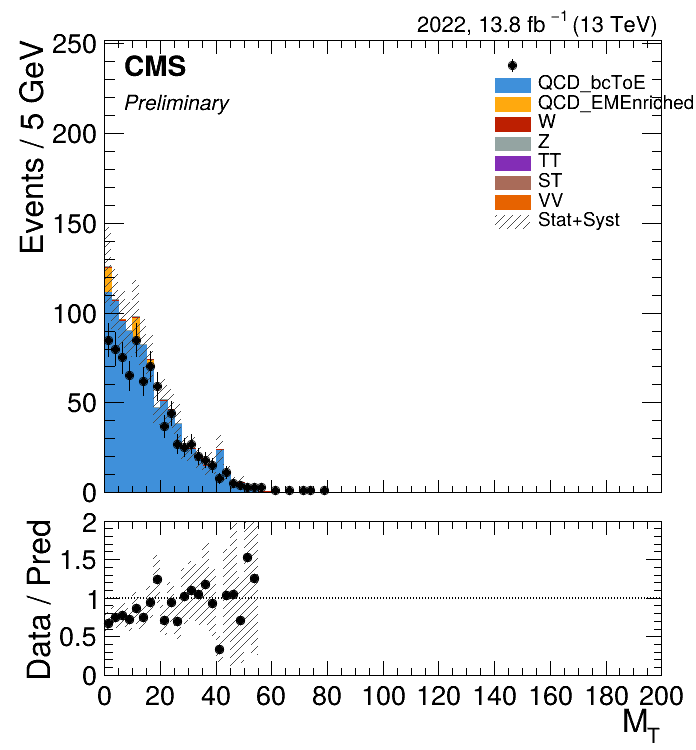 2022, 13.8 fb⁻¹ (13 TeV)
CMS
Preliminary
QCD_bcToE
QCD_EMEnriched
W
Z
TT
ST
VV
Stat+Syst
Events / 5 GeV
250
200
150
100
50
0
Data / Pred
2
1.5
1
0.5
0
0 20 40 60 80 100 120 140 160 180 200
M_T